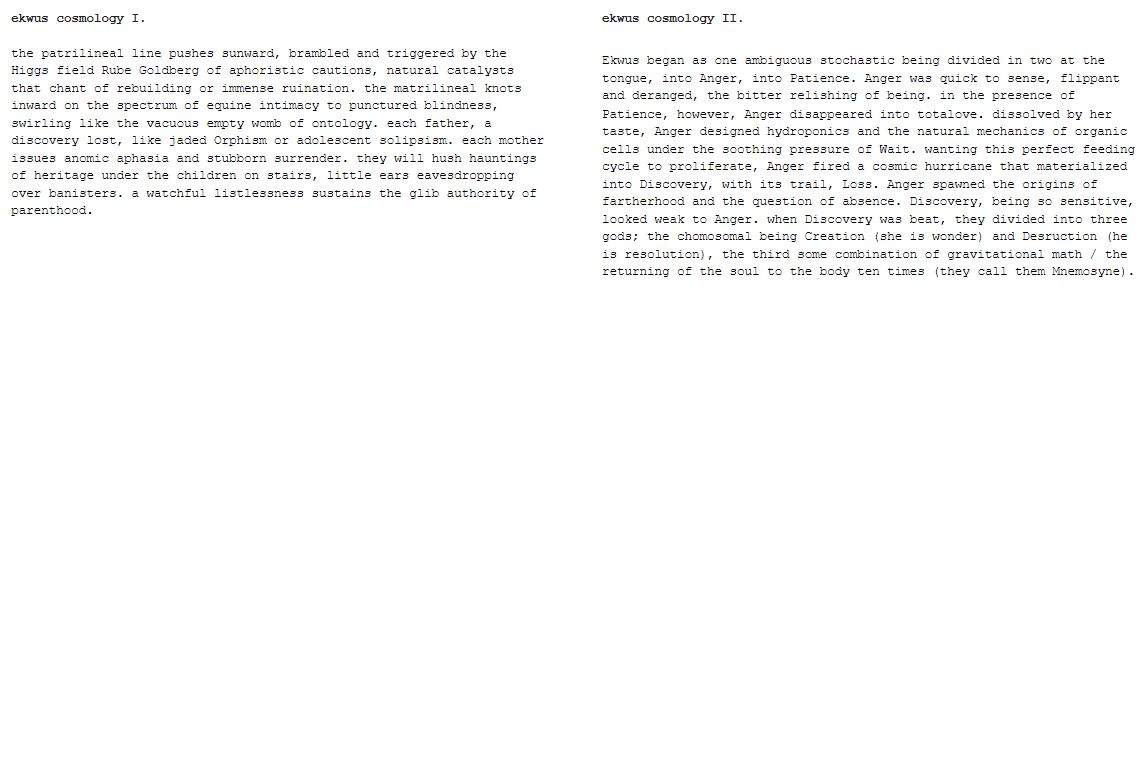 ekwus cosmology I.
the patrilineal line pushes sunward, brambled and triggered by the
Higgs field Rube Goldberg of aphoristic cautions, natural catalysts
that chant of rebuilding or immense ruination. the matrilineal knots
inward on the spectrum of equine intimacy to punctured blindness,
swirling like the vacuous empty womb of ontology. each father, a
discovery lost, like jaded Orphism or adolescent solipsism. each mother
issues anomic aphasia and stubborn surrender. they will hush hauntings
of heritage under the children on stairs, little ears eavesdropping
over banisters. a watchful listlessness sustains the glib authority of
parenthood.
ekwus cosmology II.
Ekwus began as one ambiguous stochastic being divided in two at the
tongue, into Anger, into Patience. Anger was quick to sense, flippant
and deranged, the bitter relishing of being. in the presence of
Patience, however, Anger disappeared into totalove. dissolved by her
taste, Anger designed hydroponics and the natural mechanics of organic
cells under the soothing pressure of Wait. wanting this perfect feeding
cycle to proliferate, Anger fired a cosmic hurricane that materialized
into Discovery, with its trail, Loss. Anger spawned the origins of
fartherhood and the question of absence. Discovery, being so sensitive,
looked weak to Anger. when Discovery was beat, they divided into three
gods; the chomosomal being Creation (she is wonder) and Desruction (he
is resolution), the third some combination of gravitational math / the
returning of the soul to the body ten times (they call them Mnemosyne).